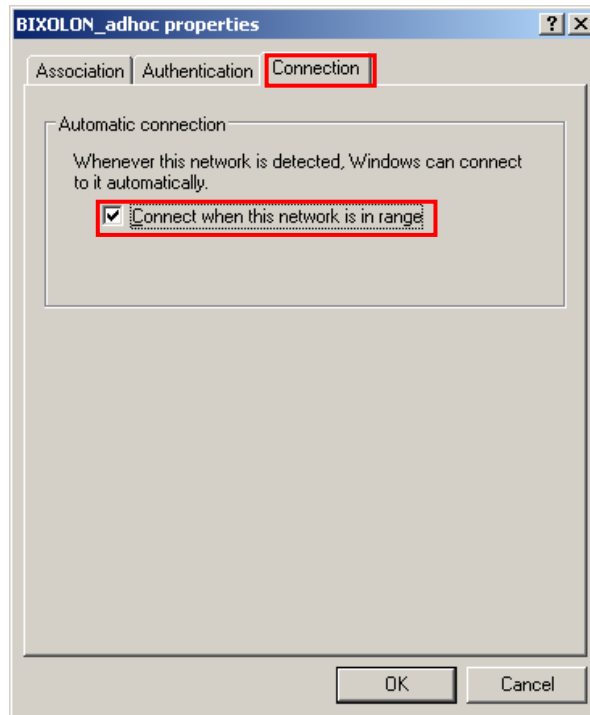 BIXOLON_adhoc properties
Association
Authentication
Connection
Automatic connection
Whenever this network is detected, Windows can connect
to it automatically.
Connect when this network is in range
OK
Cancel